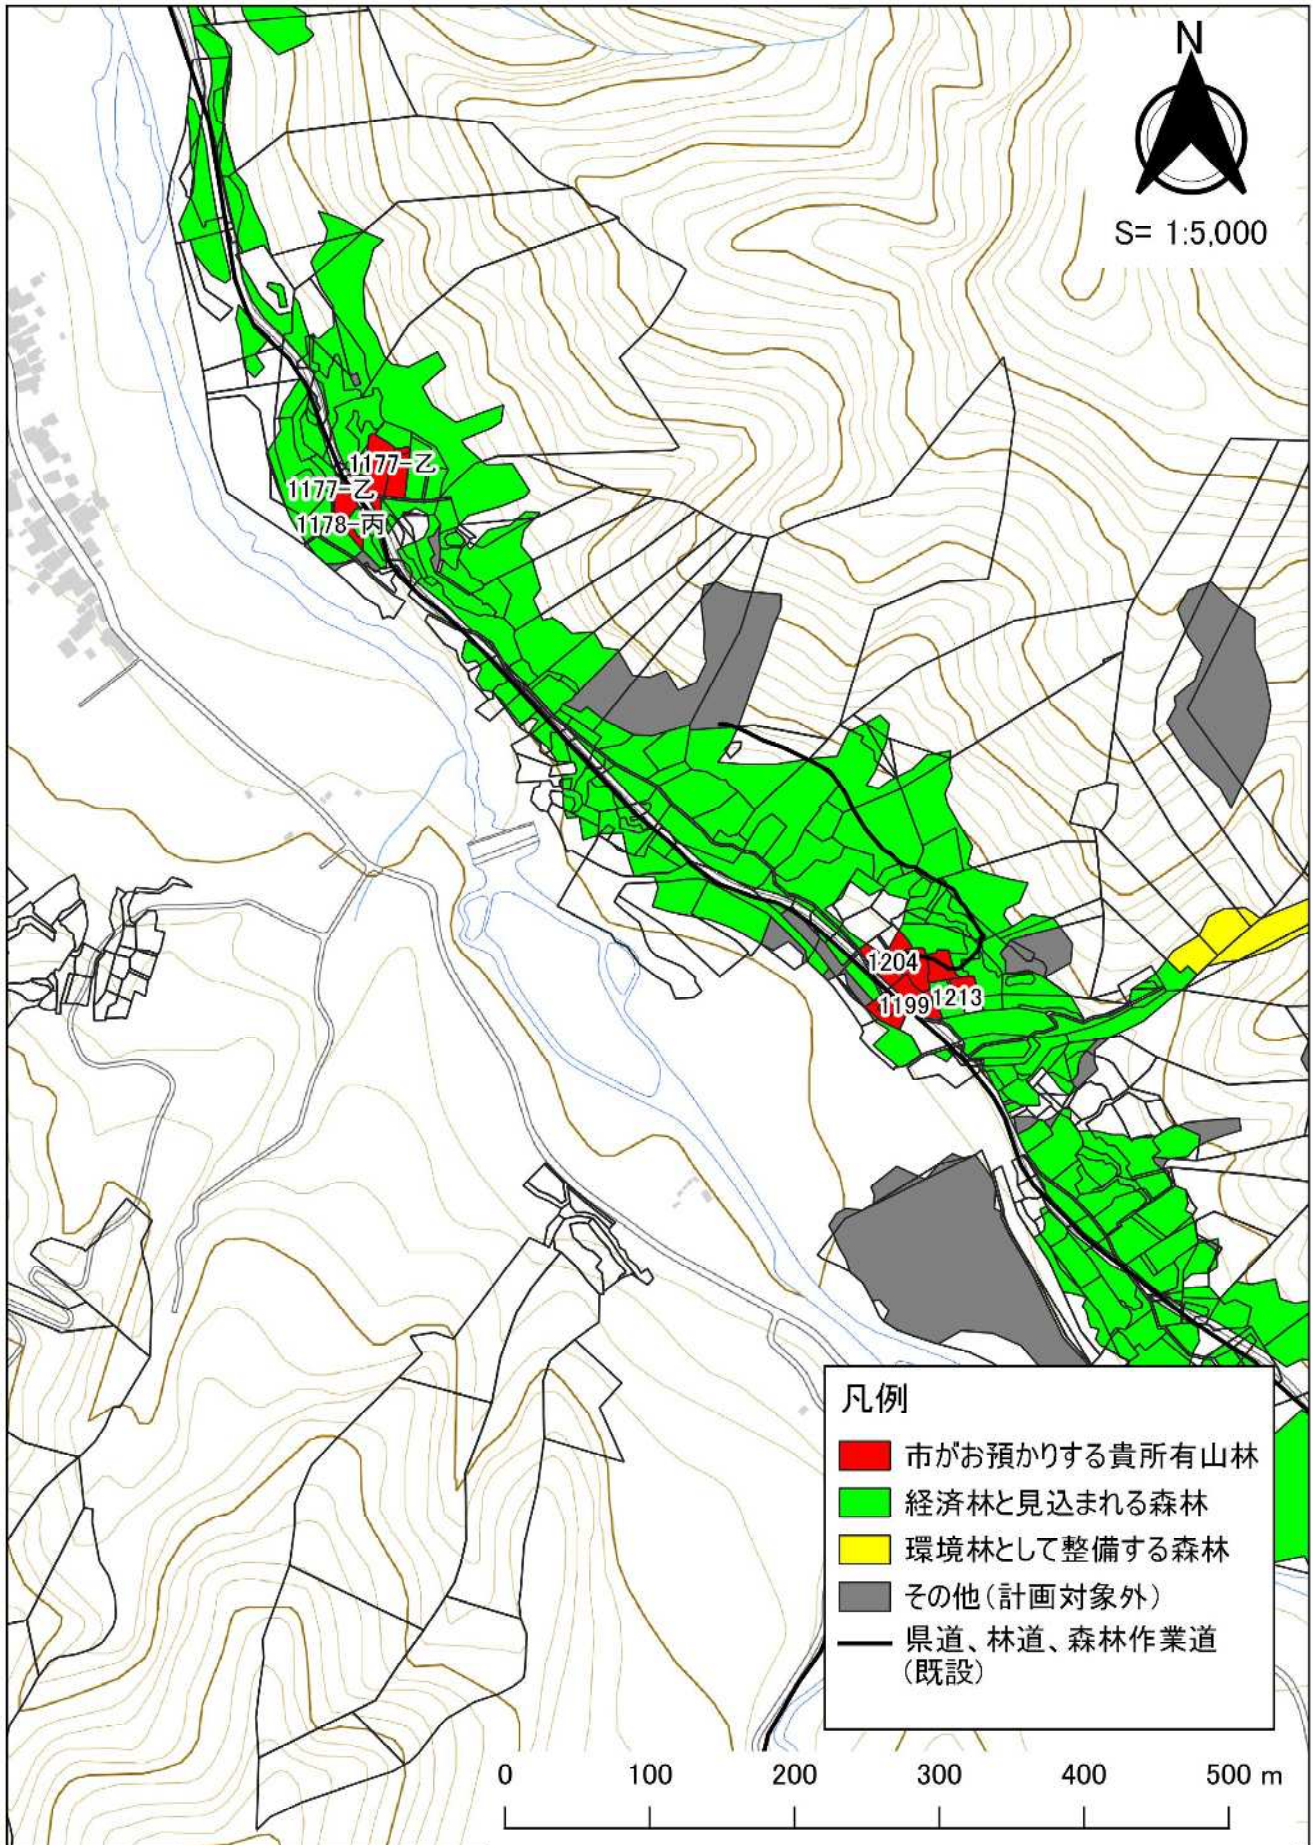 N
S= 1:5,000
1177-乙
1177-乙
1178-丙
1204
1199
1213
凡例
市がお預かりする貴所有山林
経済林と見込まれる森林
環境林として整備する森林
その他(計画対象外)
県道、林道、森林作業道
(既設)
0 100 200 300 400 500 m